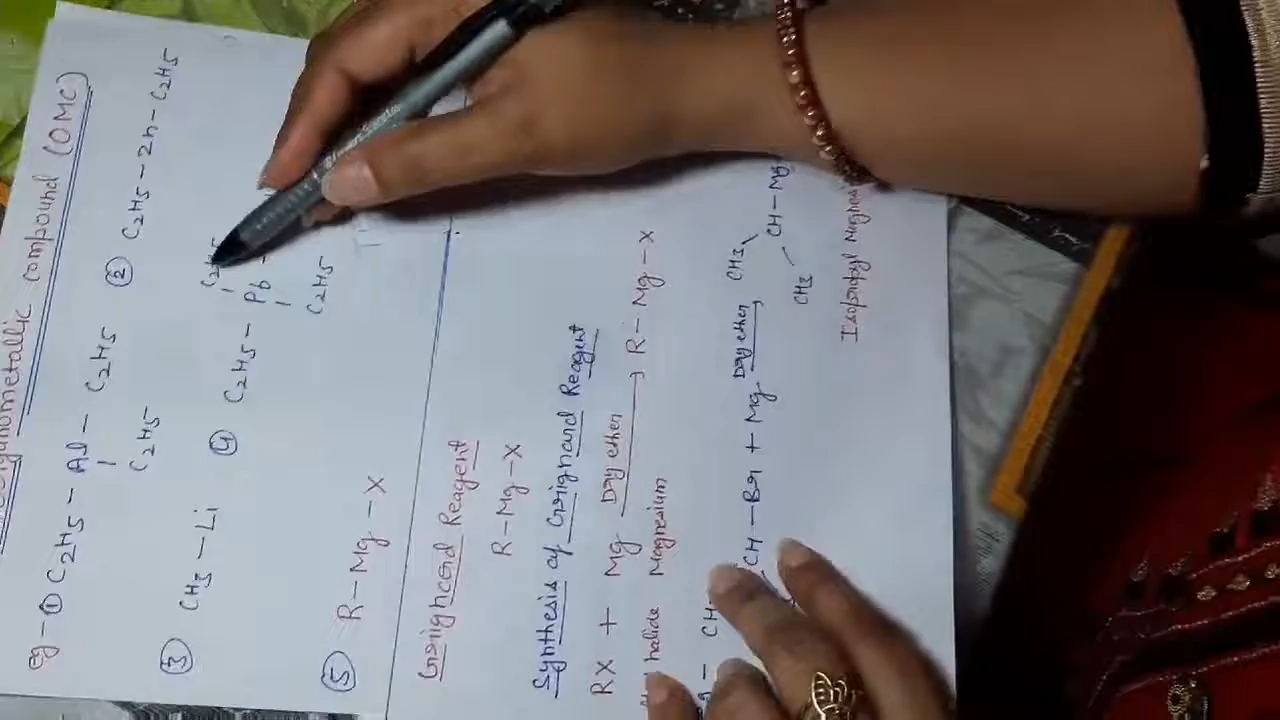 Organometallic compound (OMC)
eg - ① C2H5 - Al - C2H5
C2H5
② C2H5 - Zn - C2H5
③ CH3 - Li
④ C2H5 - Pb -
C2H5
⑤ R - Mg - X
Grignard Reagent
R - Mg - X
Synthesis of Grignard Reagent
RX + Mg Dry ether → R - Mg - X
halide Magnesium
CH - Br + Mg Dry ether → CH3 CH - Mg
CH3
Isopropyl